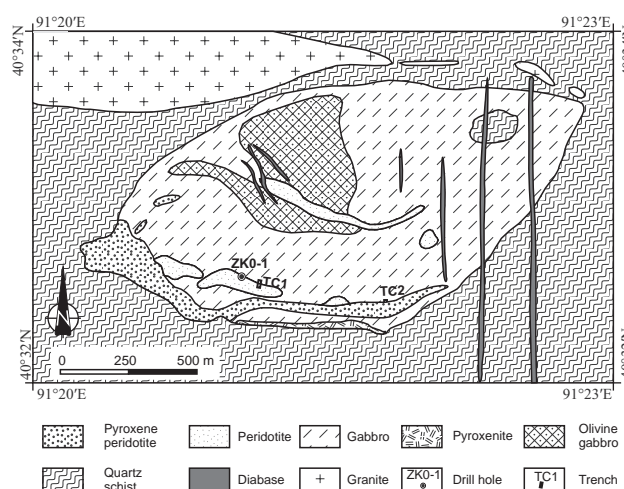 91°20′E 91°23′E
40°34′N
ZK0-1
TC1
TC2
0 250 500 m
40°32′
91°20′E 91°23′E
Pyroxene peridotite
Peridotite
Gabbro
Pyroxenite
Olivine gabbro
Quartz schist
Diabase
Granite
ZK0-1 Drill hole
TC1 Trench
N